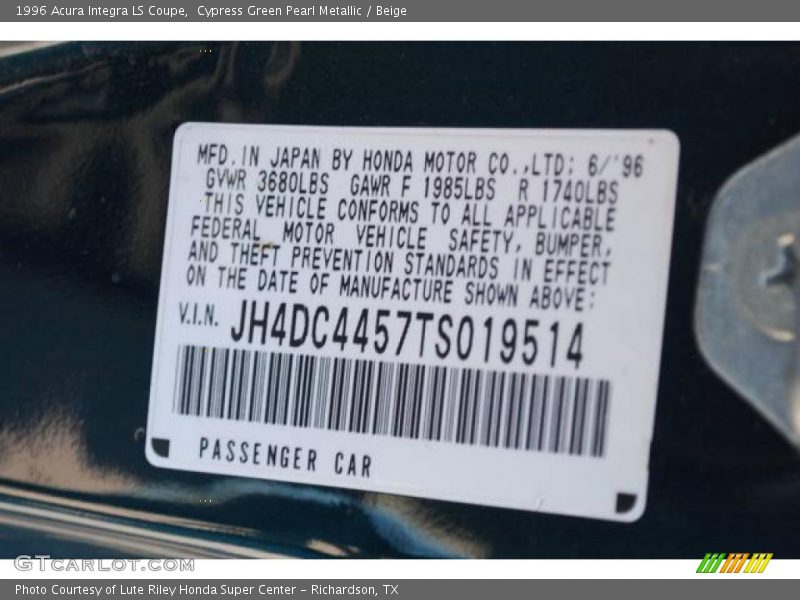 1996 Acura Integra LS Coupe,  Cypress Green Pearl Metallic / Beige
MFD. IN JAPAN BY HONDA MOTOR CO.,LTD; 6/'96
GVWR 3680LBS GAWR F 1985LBS R 1740LBS
THIS VEHICLE CONFORMS TO ALL APPLICABLE
FEDERAL MOTOR VEHICLE SAFETY, BUMPER,
AND THEFT PREVENTION STANDARDS IN EFFECT
ON THE DATE OF MANUFACTURE SHOWN ABOVE:
V.I.N. JH4DC4457TS019514
PASSENGER CAR
GTCarLot.com
Photo Courtesy of Lute Riley Honda Super Center - Richardson, TX